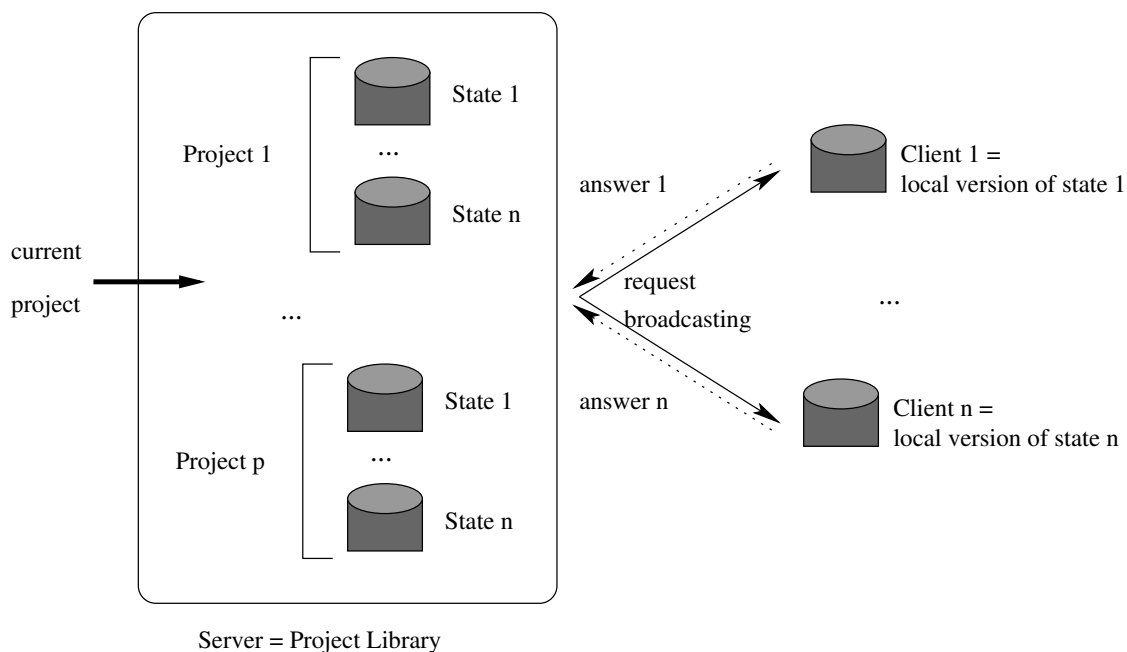 State 1
Project 1
...
State n
current
project
...
State 1
Project p
...
State n
Server = Project Library
answer 1
request
broadcasting
answer n
Client 1 =
local version of state 1
...
Client n =
local version of state n